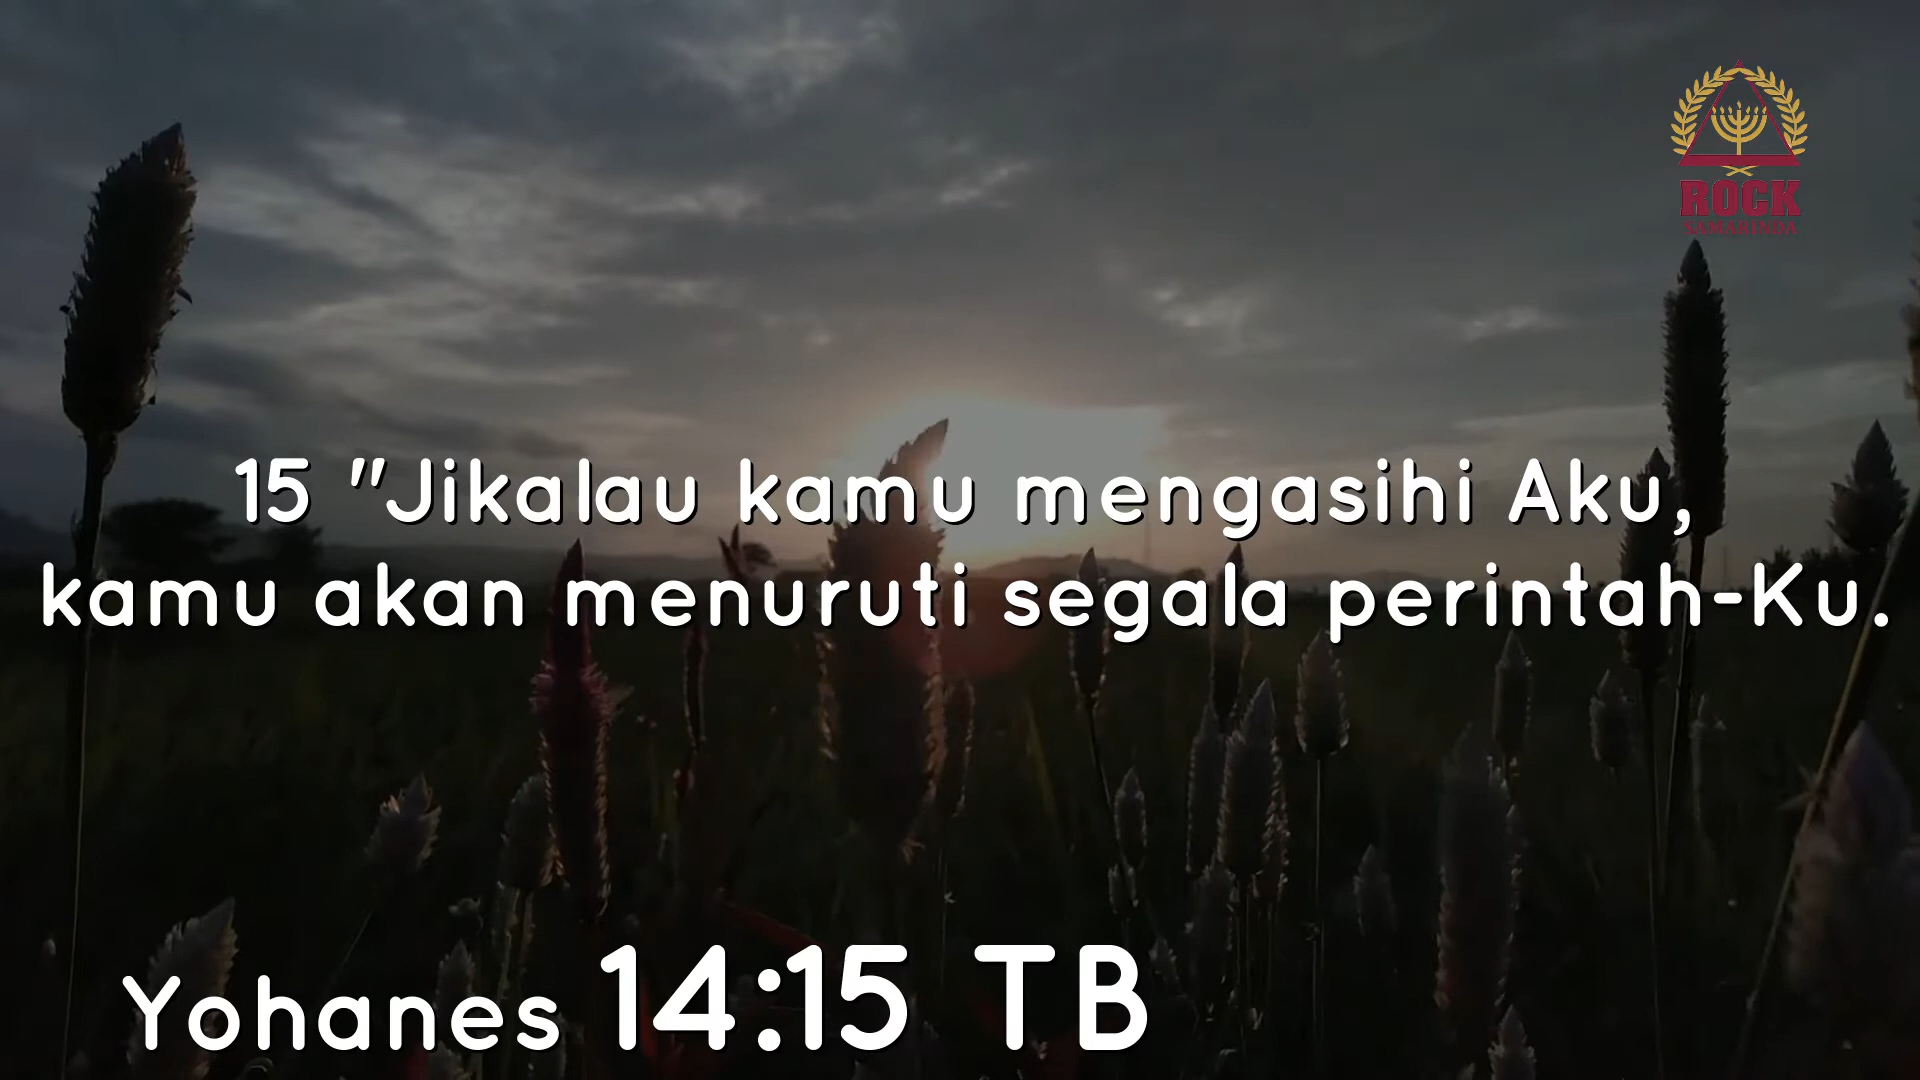 ROCK
SAMARINDA
15 "Jikalau kamu mengasihi Aku,
kamu akan menuruti segala perintah-Ku.
Yohanes 14:15 TB